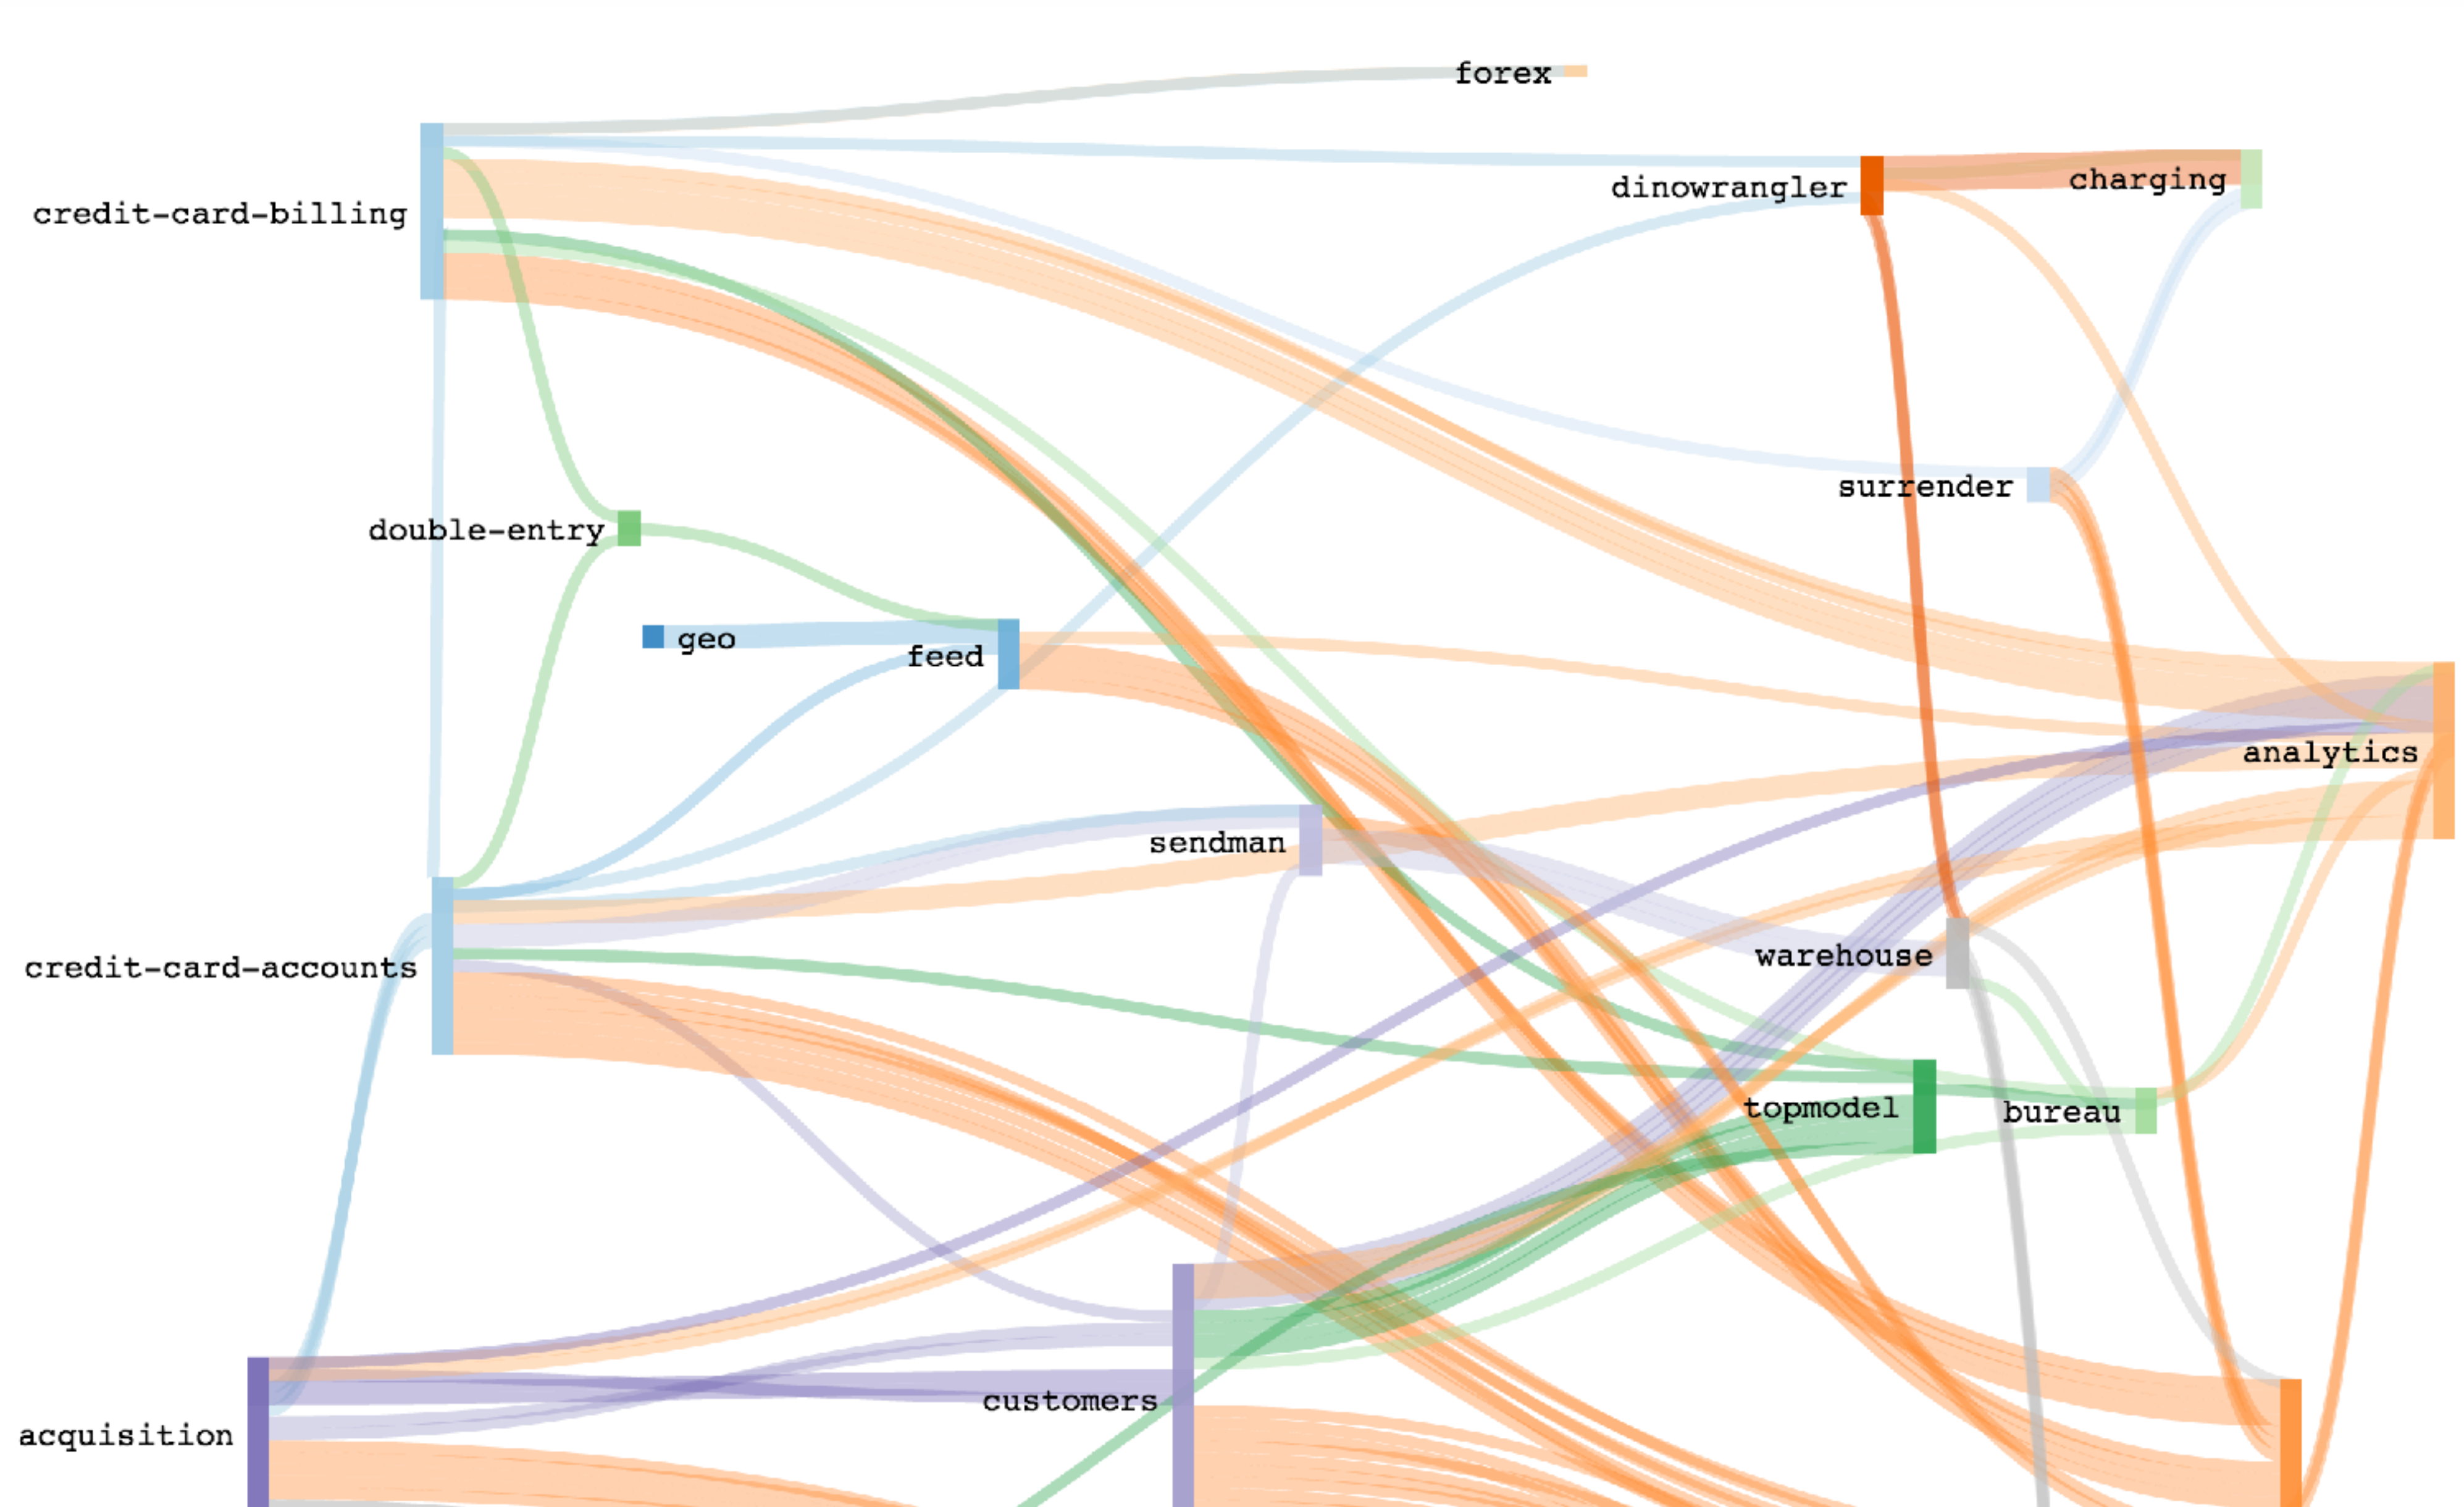 forex
dinowrangler
charging
credit-card-billing
surrender
double-entry
geo
feed
analytics
sendman
warehouse
credit-card-accounts
topmodel
bureau
customers
acquisition